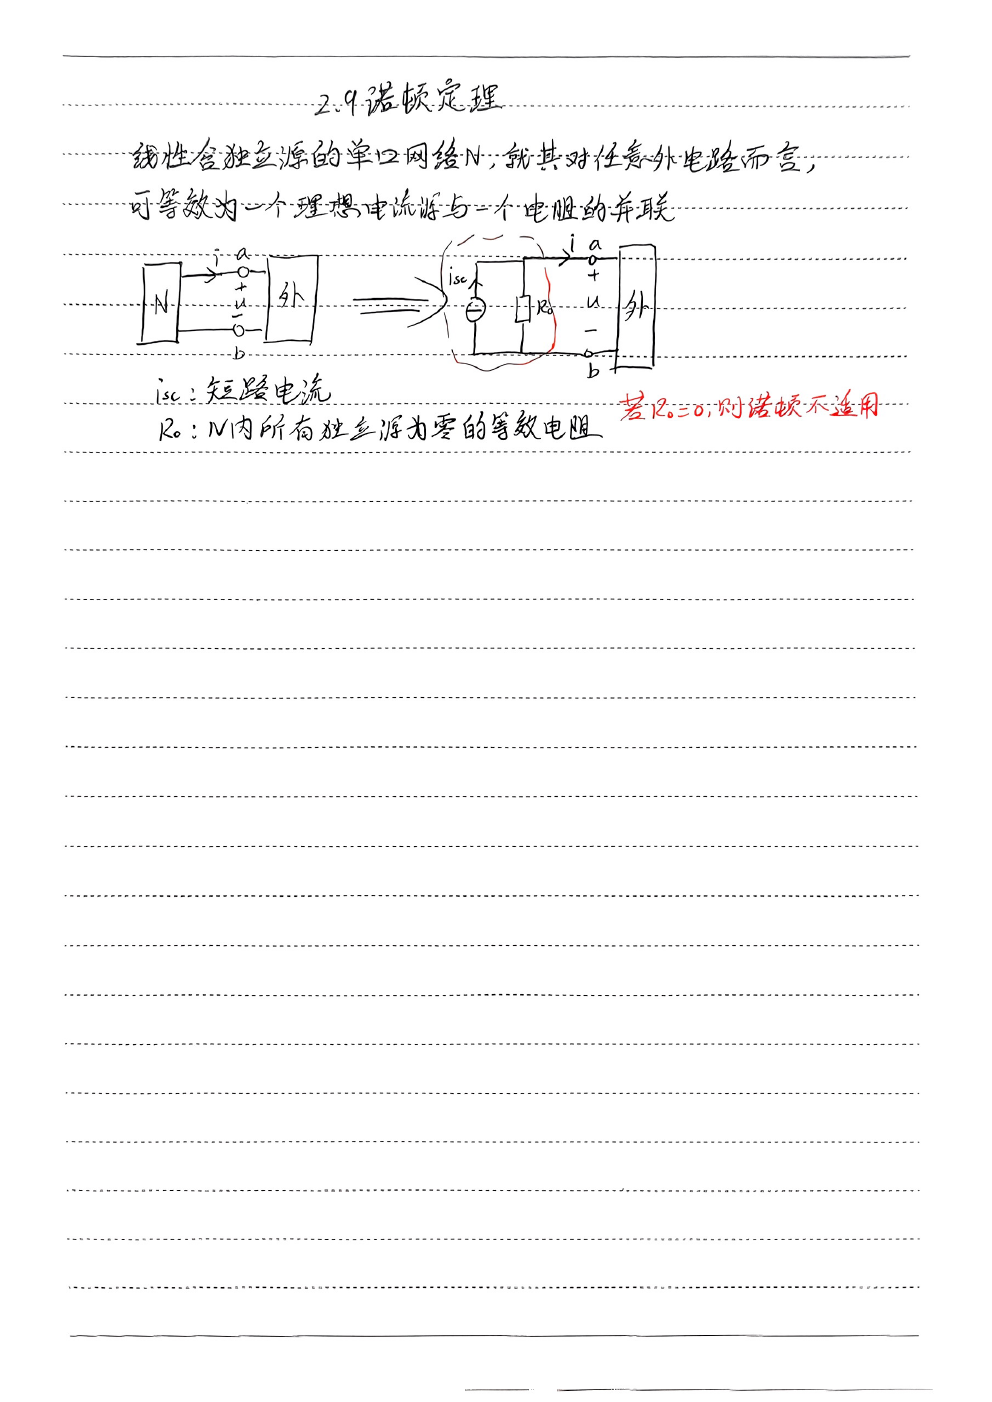 2.9 诺顿定理
线性含独立源的单口网络N,就其对任意外电路而言,
可等效为一个理想电流源与一个电阻的并联
N i a + u - b 外
isc R₀ i a + u - b 外
isc:短路电流
若R₀=0,则诺顿不适用
R₀:N内所有独立源为零的等效电阻